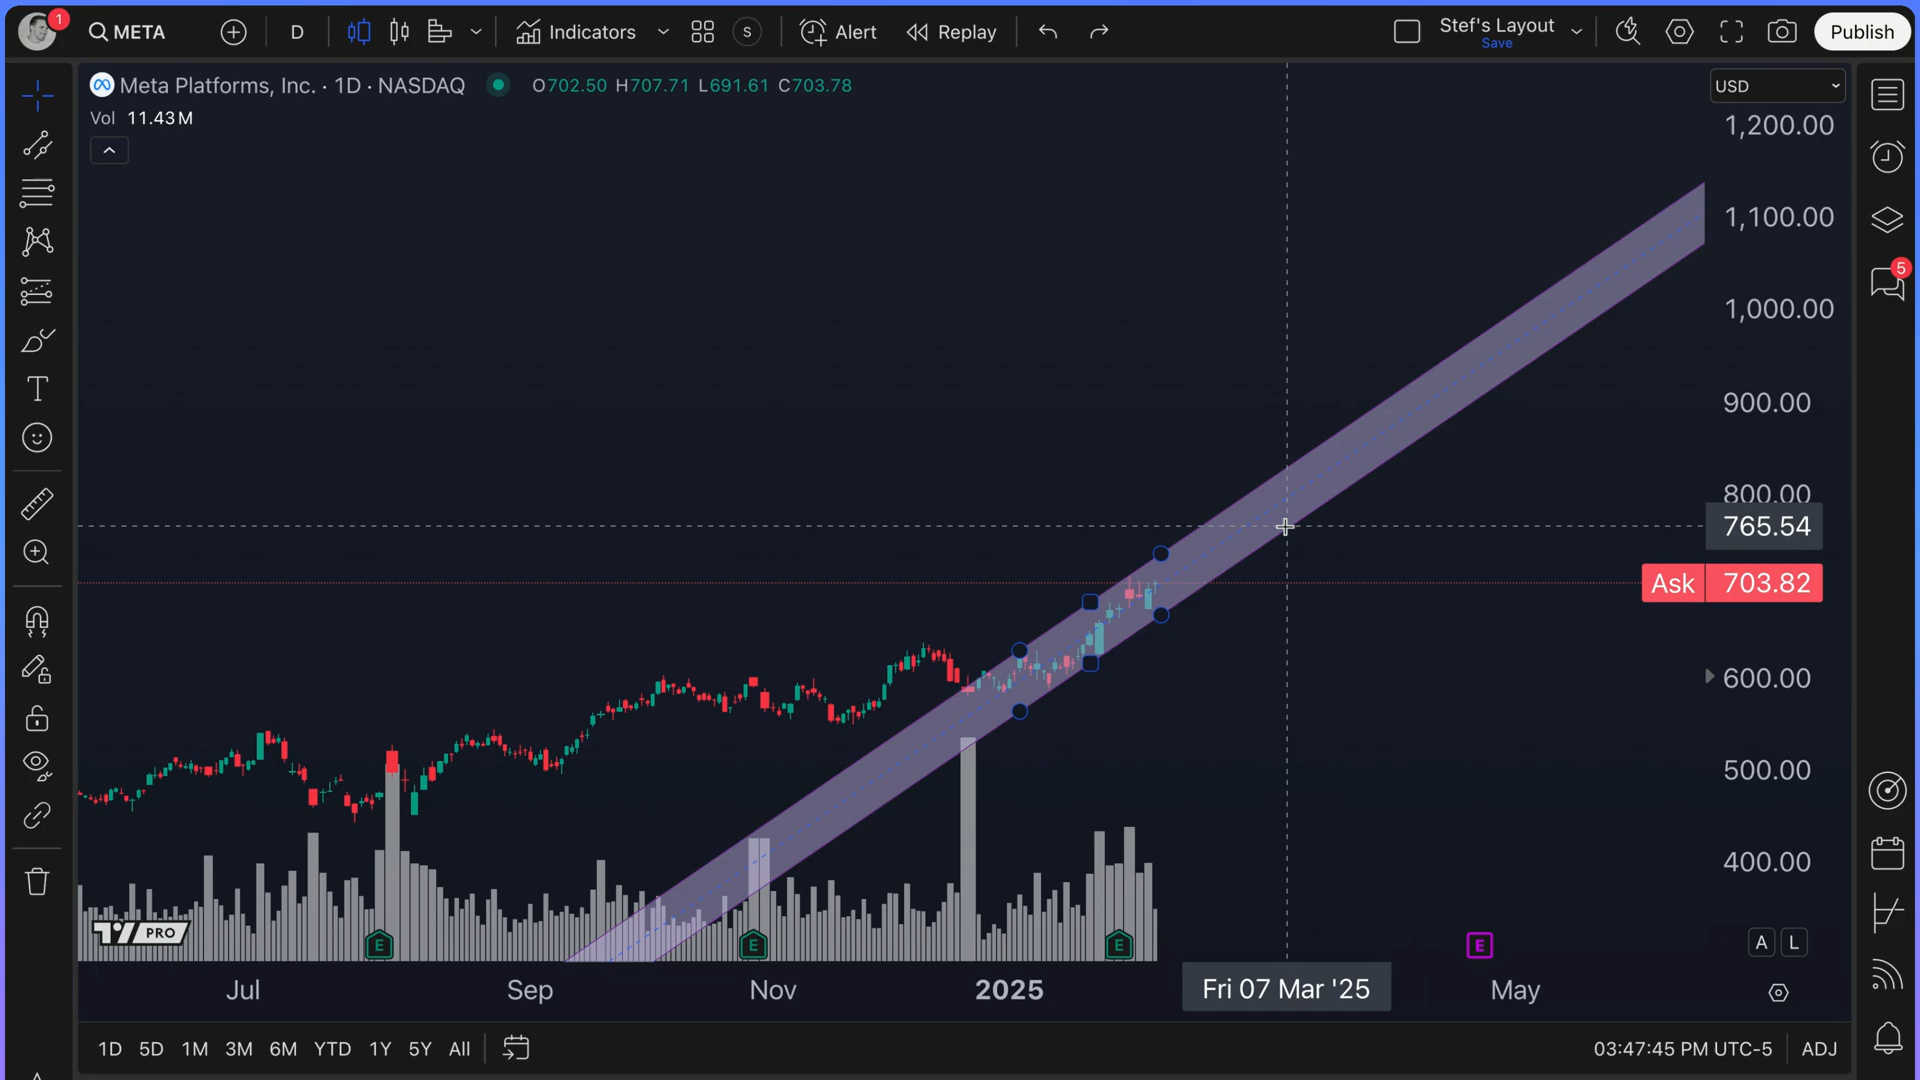 1
META
D
Indicators
S
Alert
Replay
Stef's Layout
Save
Publish
Meta Platforms, Inc. · 1D · NASDAQ
O702.50 H707.71 L691.61 C703.78
USD
Vol 11.43M
1,200.00
1,100.00
5
1,000.00
900.00
800.00
765.54
Ask 703.82
600.00
500.00
400.00
PRO
E
E
E
E
A
L
Jul
Sep
Nov
2025
Fri 07 Mar '25
May
1D 5D 1M 3M 6M YTD 1Y 5Y All
03:47:45 PM UTC-5
ADJ